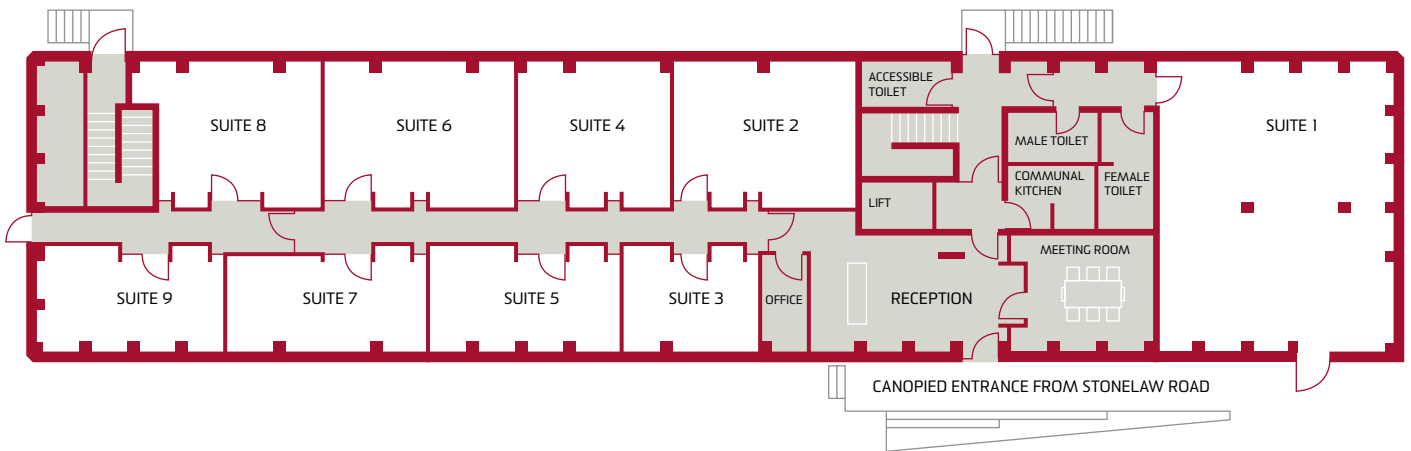 ACCESSIBLE
TOILET
SUITE 8
SUITE 6
SUITE 4
SUITE 2
SUITE 1
MALE TOILET
COMMUNAL
KITCHEN
FEMALE
TOILET
LIFT
MEETING ROOM
SUITE 9
SUITE 7
SUITE 5
SUITE 3
OFFICE
RECEPTION
CANOPIED ENTRANCE FROM STONELAW ROAD